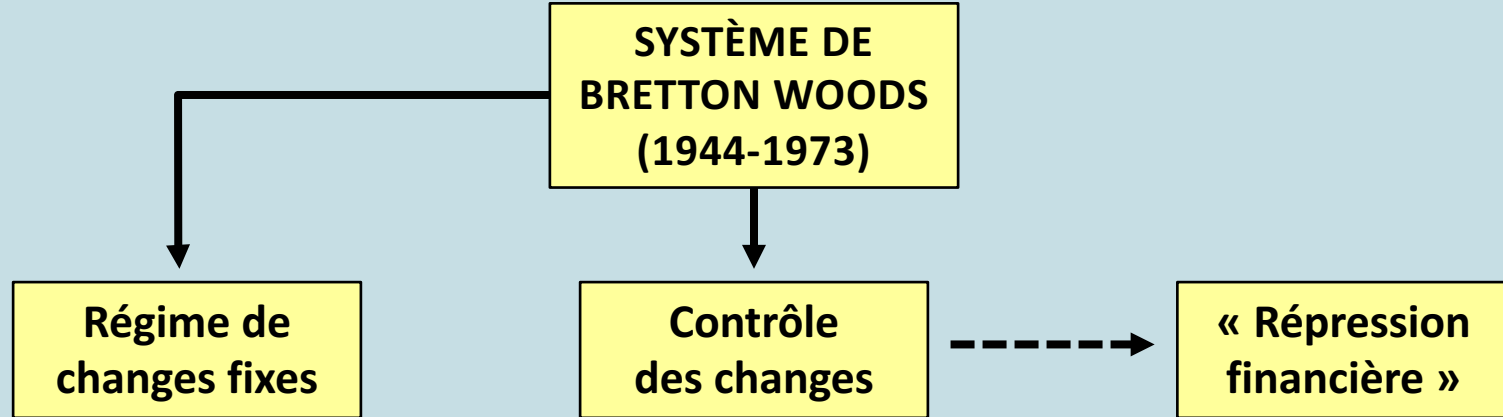 SYSTÈME DE
BRETTON WOODS
(1944-1973)
Régime de
changes fixes
Contrôle
des changes
« Répression
financière »